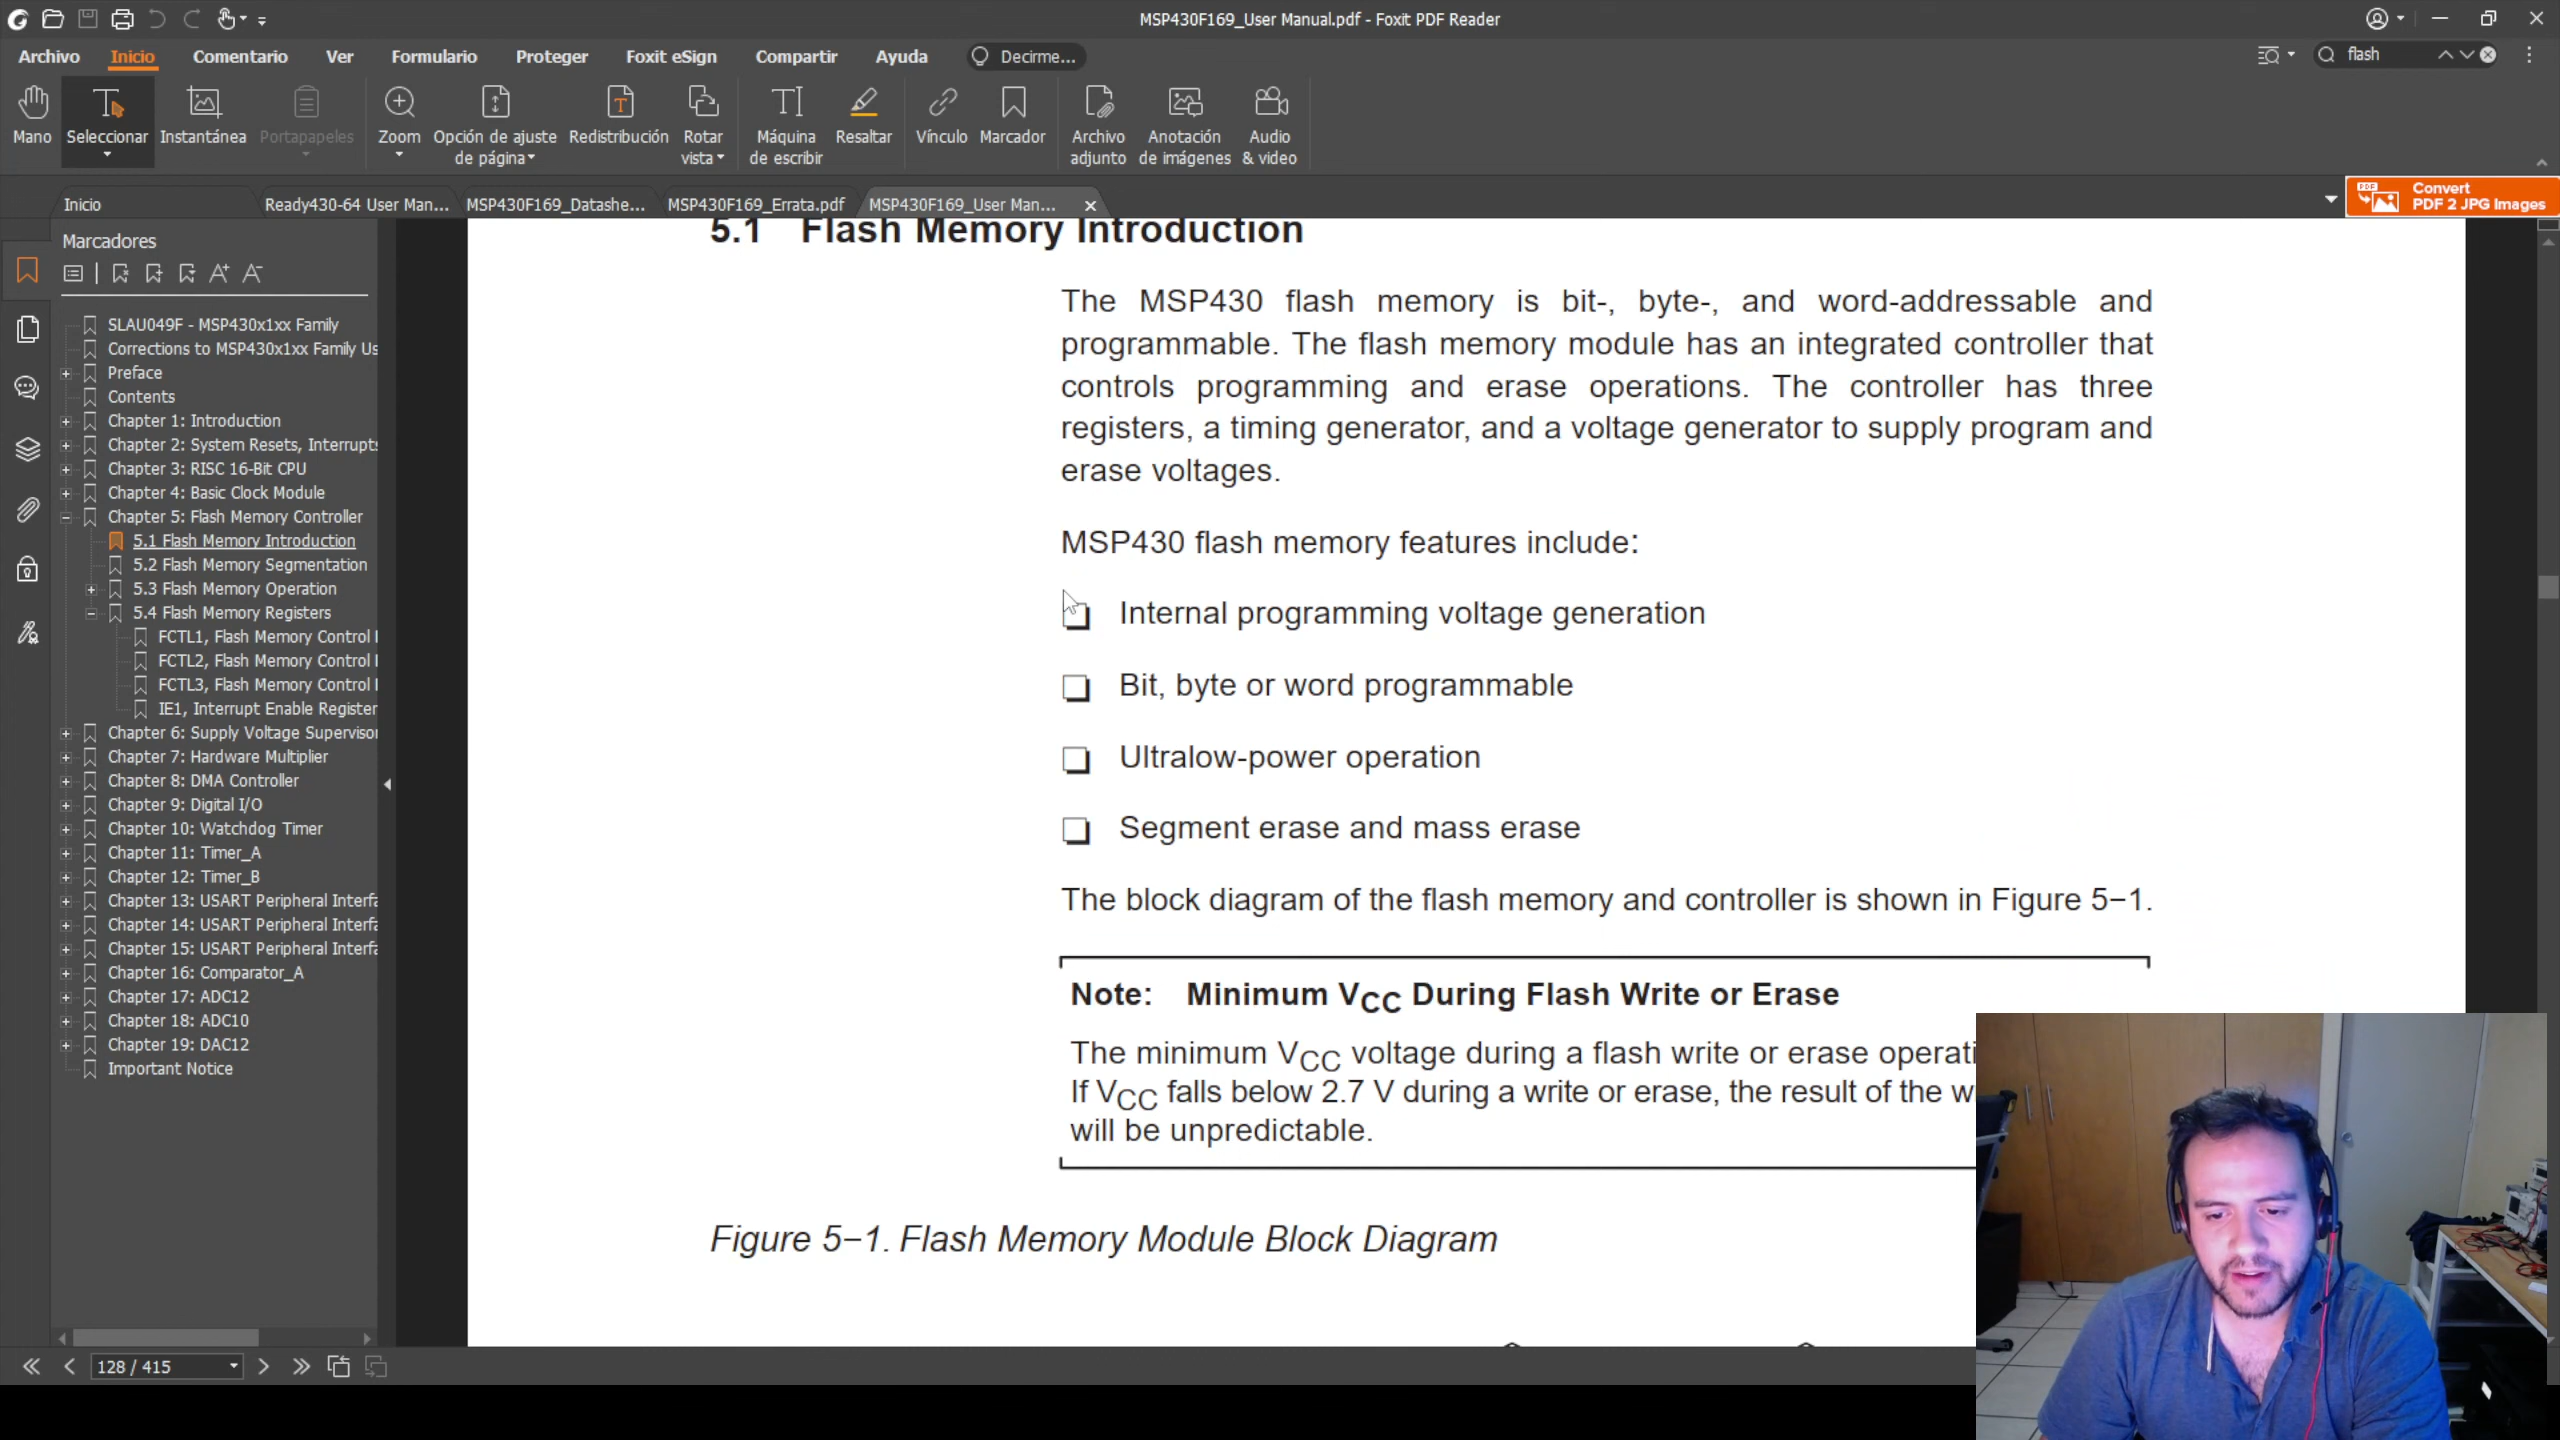 MSP430F169_User Manual.pdf - Foxit PDF Reader
Archivo Inicio Comentario Ver Formulario Proteger Foxit eSign Compartir Ayuda Decirme... flash
Mano Seleccionar Instantánea Portapapeles Zoom Opción de ajuste de página Redistribución Rotar vista Máquina de escribir Resaltar Vínculo Marcador Archivo adjunto Anotación de imágenes Audio & video
Inicio Ready430-64 User Man... MSP430F169_Datashe... MSP430F169_Errata.pdf MSP430F169_User Man...
PDF Convert
PDF 2 JPG Images
Marcadores
SLAU049F - MSP430x1xx Family
Corrections to MSP430x1xx Family Us
Preface
Contents
Chapter 1: Introduction
Chapter 2: System Resets, Interrupts
Chapter 3: RISC 16-Bit CPU
Chapter 4: Basic Clock Module
Chapter 5: Flash Memory Controller
5.1 Flash Memory Introduction
5.2 Flash Memory Segmentation
5.3 Flash Memory Operation
5.4 Flash Memory Registers
FCTL1, Flash Memory Control
FCTL2, Flash Memory Control
FCTL3, Flash Memory Control
IE1, Interrupt Enable Register
Chapter 6: Supply Voltage Supervisor
Chapter 7: Hardware Multiplier
Chapter 8: DMA Controller
Chapter 9: Digital I/O
Chapter 10: Watchdog Timer
Chapter 11: Timer_A
Chapter 12: Timer_B
Chapter 13: USART Peripheral Interfa
Chapter 14: USART Peripheral Interfa
Chapter 15: USART Peripheral Interfa
Chapter 16: Comparator_A
Chapter 17: ADC12
Chapter 18: ADC10
Chapter 19: DAC12
Important Notice
128 / 415
5.1 Flash Memory Introduction
The MSP430 flash memory is bit-, byte-, and word-addressable and
programmable. The flash memory module has an integrated controller that
controls programming and erase operations. The controller has three
registers, a timing generator, and a voltage generator to supply program and
erase voltages.
MSP430 flash memory features include:
Internal programming voltage generation
Bit, byte or word programmable
Ultralow-power operation
Segment erase and mass erase
The block diagram of the flash memory and controller is shown in Figure 5−1.
Note: Minimum VCC During Flash Write or Erase
The minimum VCC voltage during a flash write or erase operati
If VCC falls below 2.7 V during a write or erase, the result of the w
will be unpredictable.
Figure 5−1. Flash Memory Module Block Diagram